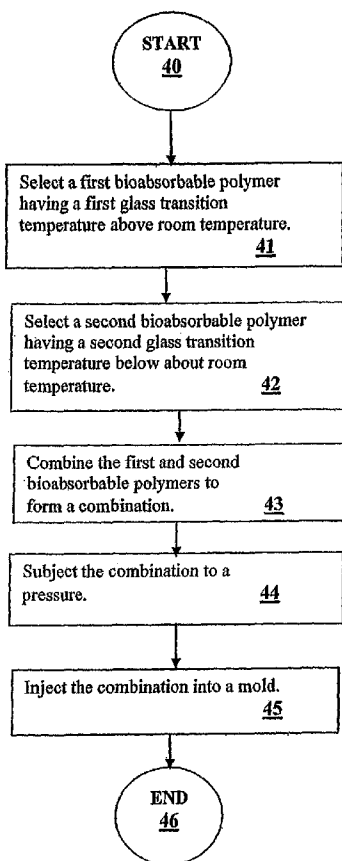 START
40
Select a first bioabsorbable polymer
having a first glass transition
temperature above room temperature.
41
Select a second bioabsorbable polymer
having a second glass transition
temperature below about room
temperature.
42
Combine the first and second
bioabsorbable polymers to
form a combination.
43
Subject the combination to a
pressure.
44
Inject the combination into a mold.
45
END
46